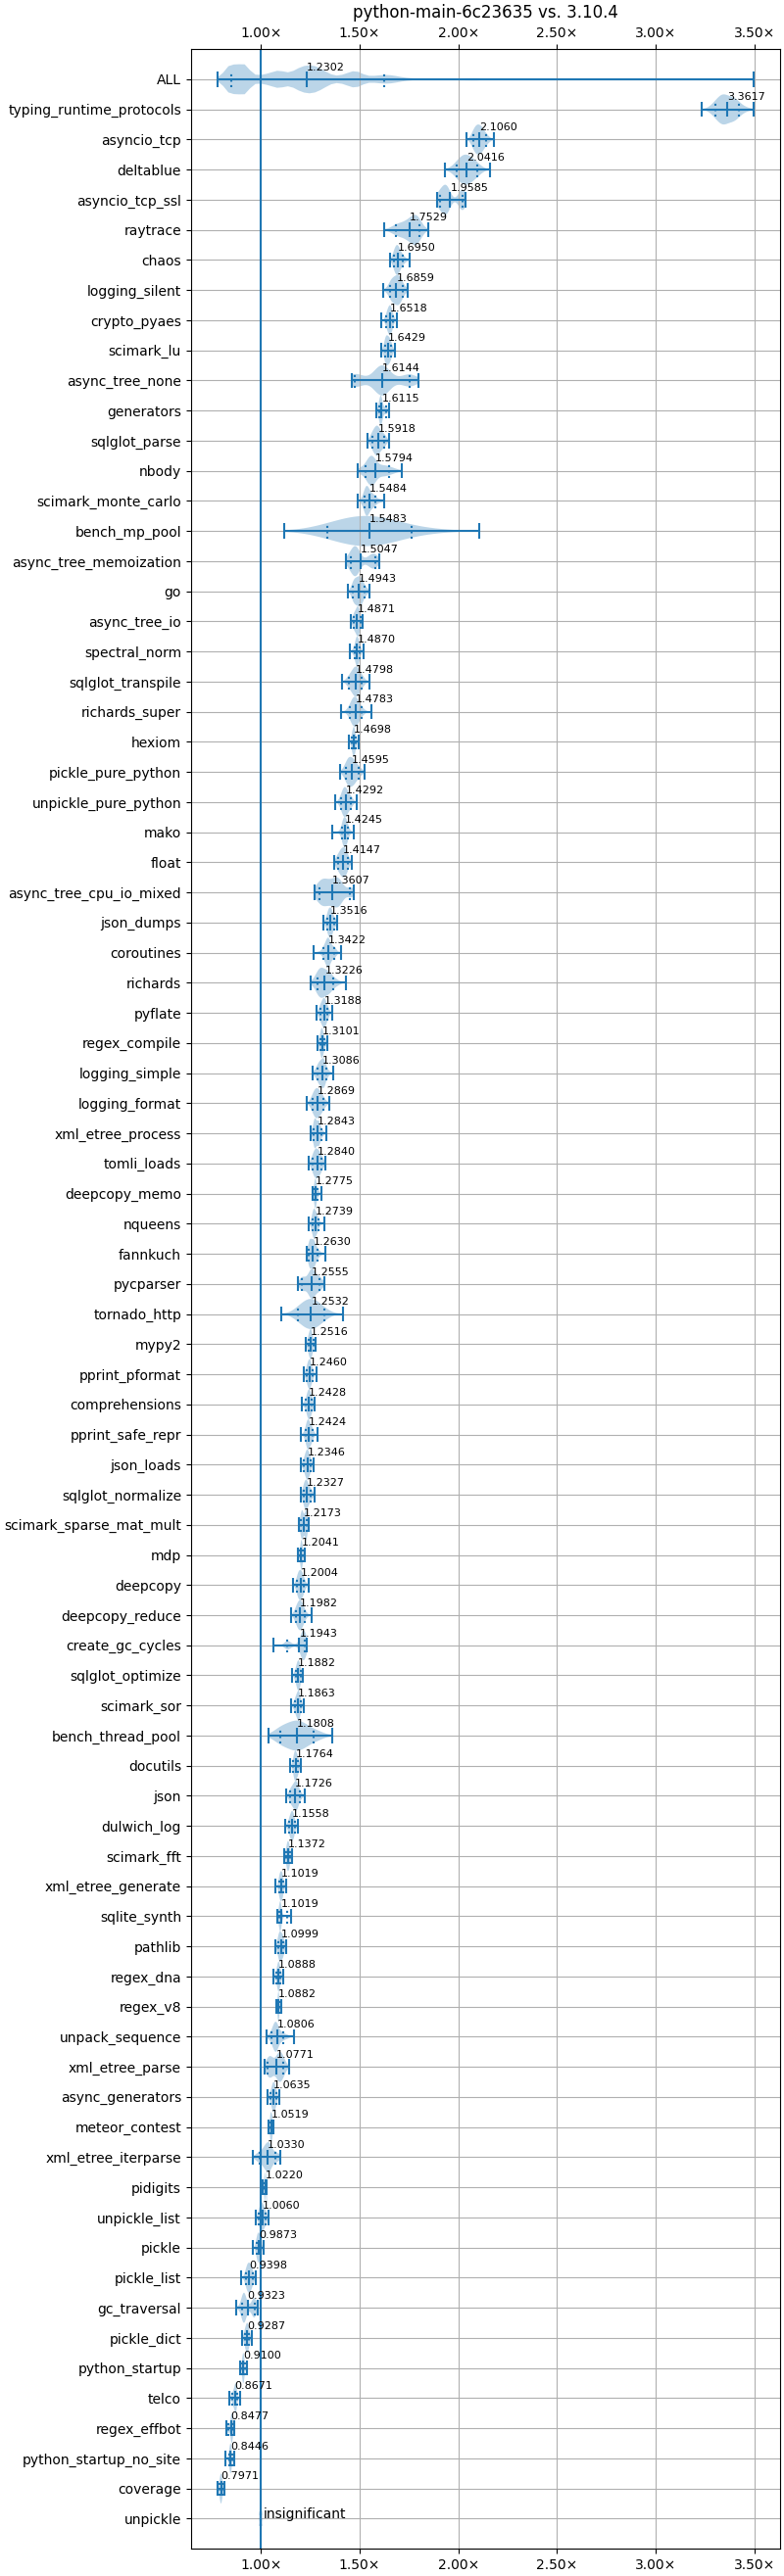 python-main-6c23635 vs. 3.10.4
1.00× 1.50× 2.00× 2.50× 3.00× 3.50×
ALL 1.2302
typing_runtime_protocols 3.3617
asyncio_tcp 2.1060
deltablue 2.0416
asyncio_tcp_ssl 1.9585
raytrace 1.7529
chaos 1.6950
logging_silent 1.6859
crypto_pyaes 1.6518
scimark_lu 1.6429
async_tree_none 1.6144
generators 1.6115
sqlglot_parse 1.5918
nbody 1.5794
scimark_monte_carlo 1.5484
bench_mp_pool 1.5483
async_tree_memoization 1.5047
go 1.4943
async_tree_io 1.4871
spectral_norm 1.4870
sqlglot_transpile 1.4798
richards_super 1.4783
hexiom 1.4698
pickle_pure_python 1.4595
unpickle_pure_python 1.4292
mako 1.4245
float 1.4147
async_tree_cpu_io_mixed 1.3607
json_dumps 1.3516
coroutines 1.3422
richards 1.3226
pyflate 1.3188
regex_compile 1.3101
logging_simple 1.3086
logging_format 1.2869
xml_etree_process 1.2843
tomli_loads 1.2840
deepcopy_memo 1.2775
nqueens 1.2739
fannkuch 1.2630
pycparser 1.2555
tornado_http 1.2532
mypy2 1.2516
pprint_pformat 1.2460
comprehensions 1.2428
pprint_safe_repr 1.2424
json_loads 1.2346
sqlglot_normalize 1.2327
scimark_sparse_mat_mult 1.2173
mdp 1.2041
deepcopy 1.2004
deepcopy_reduce 1.1982
create_gc_cycles 1.1943
sqlglot_optimize 1.1882
scimark_sor 1.1863
bench_thread_pool 1.1808
docutils 1.1764
json 1.1726
dulwich_log 1.1558
scimark_fft 1.1372
xml_etree_generate 1.1019
sqlite_synth 1.1019
pathlib 1.0999
regex_dna 1.0888
regex_v8 1.0882
unpack_sequence 1.0806
xml_etree_parse 1.0771
async_generators 1.0635
meteor_contest 1.0519
xml_etree_iterparse 1.0330
pidigits 1.0220
unpickle_list 1.0060
pickle 0.9873
pickle_list 0.9398
gc_traversal 0.9323
pickle_dict 0.9287
python_startup 0.9100
telco 0.8671
regex_effbot 0.8477
python_startup_no_site 0.8446
coverage 0.7971
unpickle insignificant
1.00× 1.50× 2.00× 2.50× 3.00× 3.50×